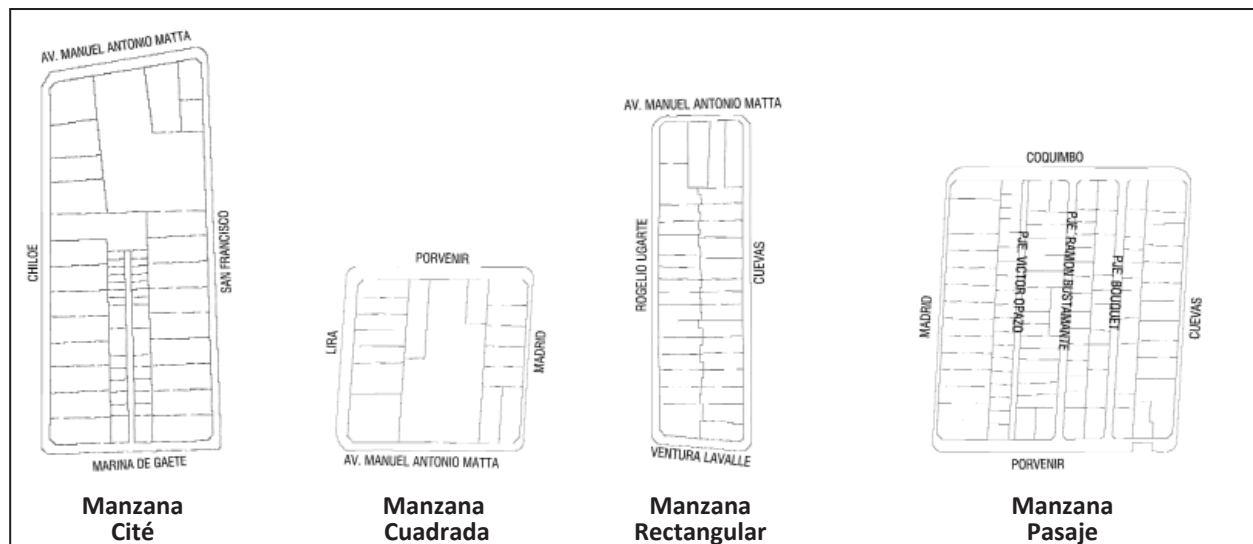 AV. MANUEL ANTONIO MATTA
CHILOE
SAN FRANCISCO
MARINA DE GAETE
Manzana
Cité
PORVENIR
LIRA
MADRID
AV. MANUEL ANTONIO MATTA
Manzana
Cuadrada
AV. MANUEL ANTONIO MATTA
ROGELIO UGARTE
CUEVAS
VENTURA LAVALLE
Manzana
Rectangular
COQUIMBO
MADRID
PJE. VICTOR OPAZO
PJE. RAMON BUSTAMANTE
PJE. BOUQUET
CUEVAS
PORVENIR
Manzana
Pasaje